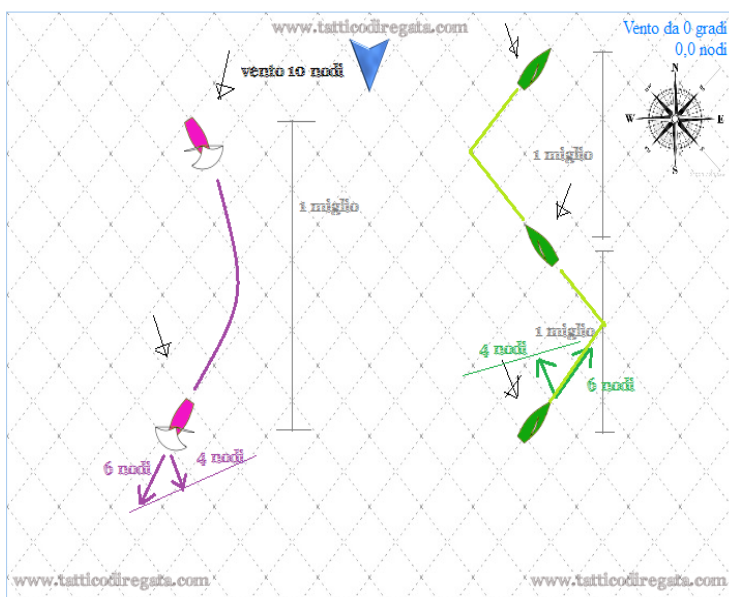 www.tatticodiregata.com
Vento da 0 gradi
0,0 nodi
vento 10 nodi
N
W
E
S
1 miglio
1 miglio
1 miglio
4 nodi
6 nodi
6 nodi
4 nodi
www.tatticodiregata.com
www.tatticodiregata.com